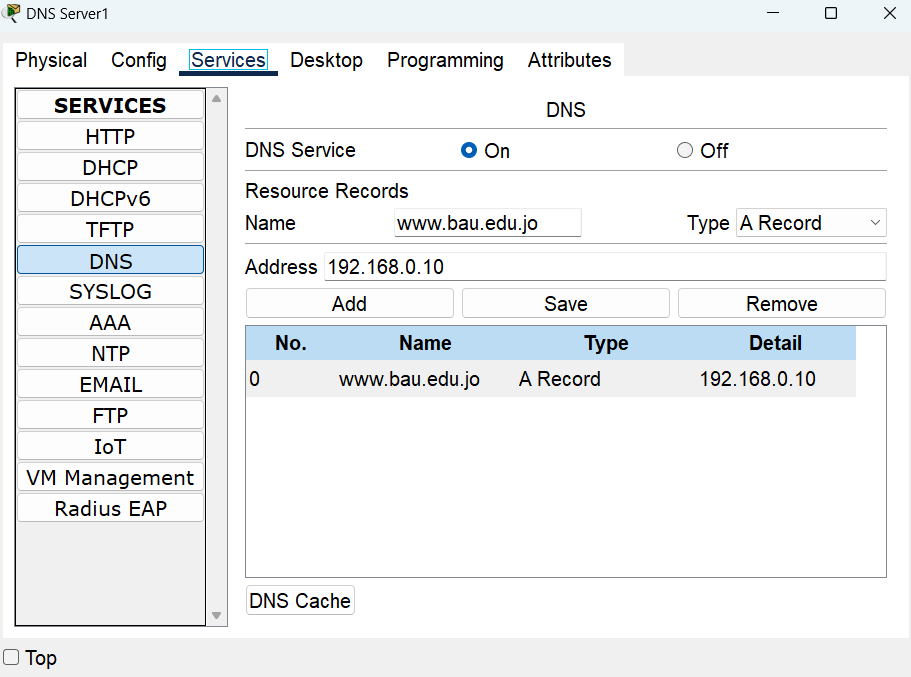 DNS Server1
Physical Config Services Desktop Programming Attributes
SERVICES
HTTP
DHCP
DHCPv6
TFTP
DNS
SYSLOG
AAA
NTP
EMAIL
FTP
IoT
VM Management
Radius EAP
DNS
DNS Service On Off
Resource Records
Name www.bau.edu.jo Type A Record
Address 192.168.0.10
Add Save Remove
No. Name Type Detail
0 www.bau.edu.jo A Record 192.168.0.10
DNS Cache
Top